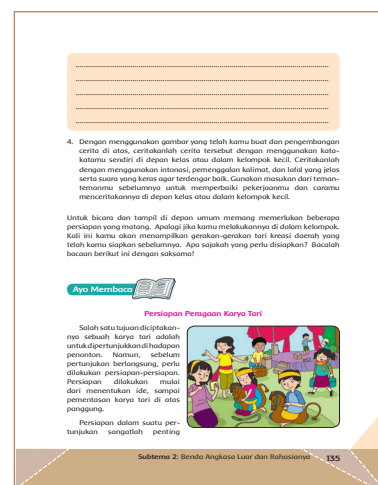 4. Dengan menggunakan gambar yang telah kamu buat dan pengembangan
cerita di atas, ceritakanlah cerita tersebut dengan menggunakan kata-
katamu sendiri di depan kelas atau dalam kelompok kecil. Ceritakanlah
dengan menggunakan intonasi, pemenggalan kalimat, dan lafal yang jelas
serta suara yang keras agar terdengar baik. Gunakan masukan dari teman-
temanmu sebelumnya untuk memperbaiki pekerjaanmu dan caramu
menceritakannya di depan kelas atau dalam kelompok kecil.
Untuk bicara dan tampil di depan umum memang memerlukan beberapa
persiapan yang matang. Apalagi jika kamu melakukannya di dalam kelompok.
Kali ini kamu akan menampilkan gerakan-gerakan tari kreasi daerah yang
telah kamu siapkan sebelumnya. Apa sajakah yang perlu disiapkan? Bacalah
bacaan berikut ini dengan saksama!
Ayo Membaca
Persiapan Peragaan Karya Tari
Salah satu tujuan diciptakan-
nya sebuah karya tari adalah
untuk dipertunjukkan di hadapan
penonton. Namun, sebelum
pertunjukan berlangsung, perlu
dilakukan persiapan-persiapan.
Persiapan dilakukan mulai
dari menentukan ide, sampai
pementasan karya tari di atas
panggung.
Persiapan dalam suatu per-
tunjukan sangatlah penting
Subtema 2: Benda Angkasa Luar dan Rahasianya 135